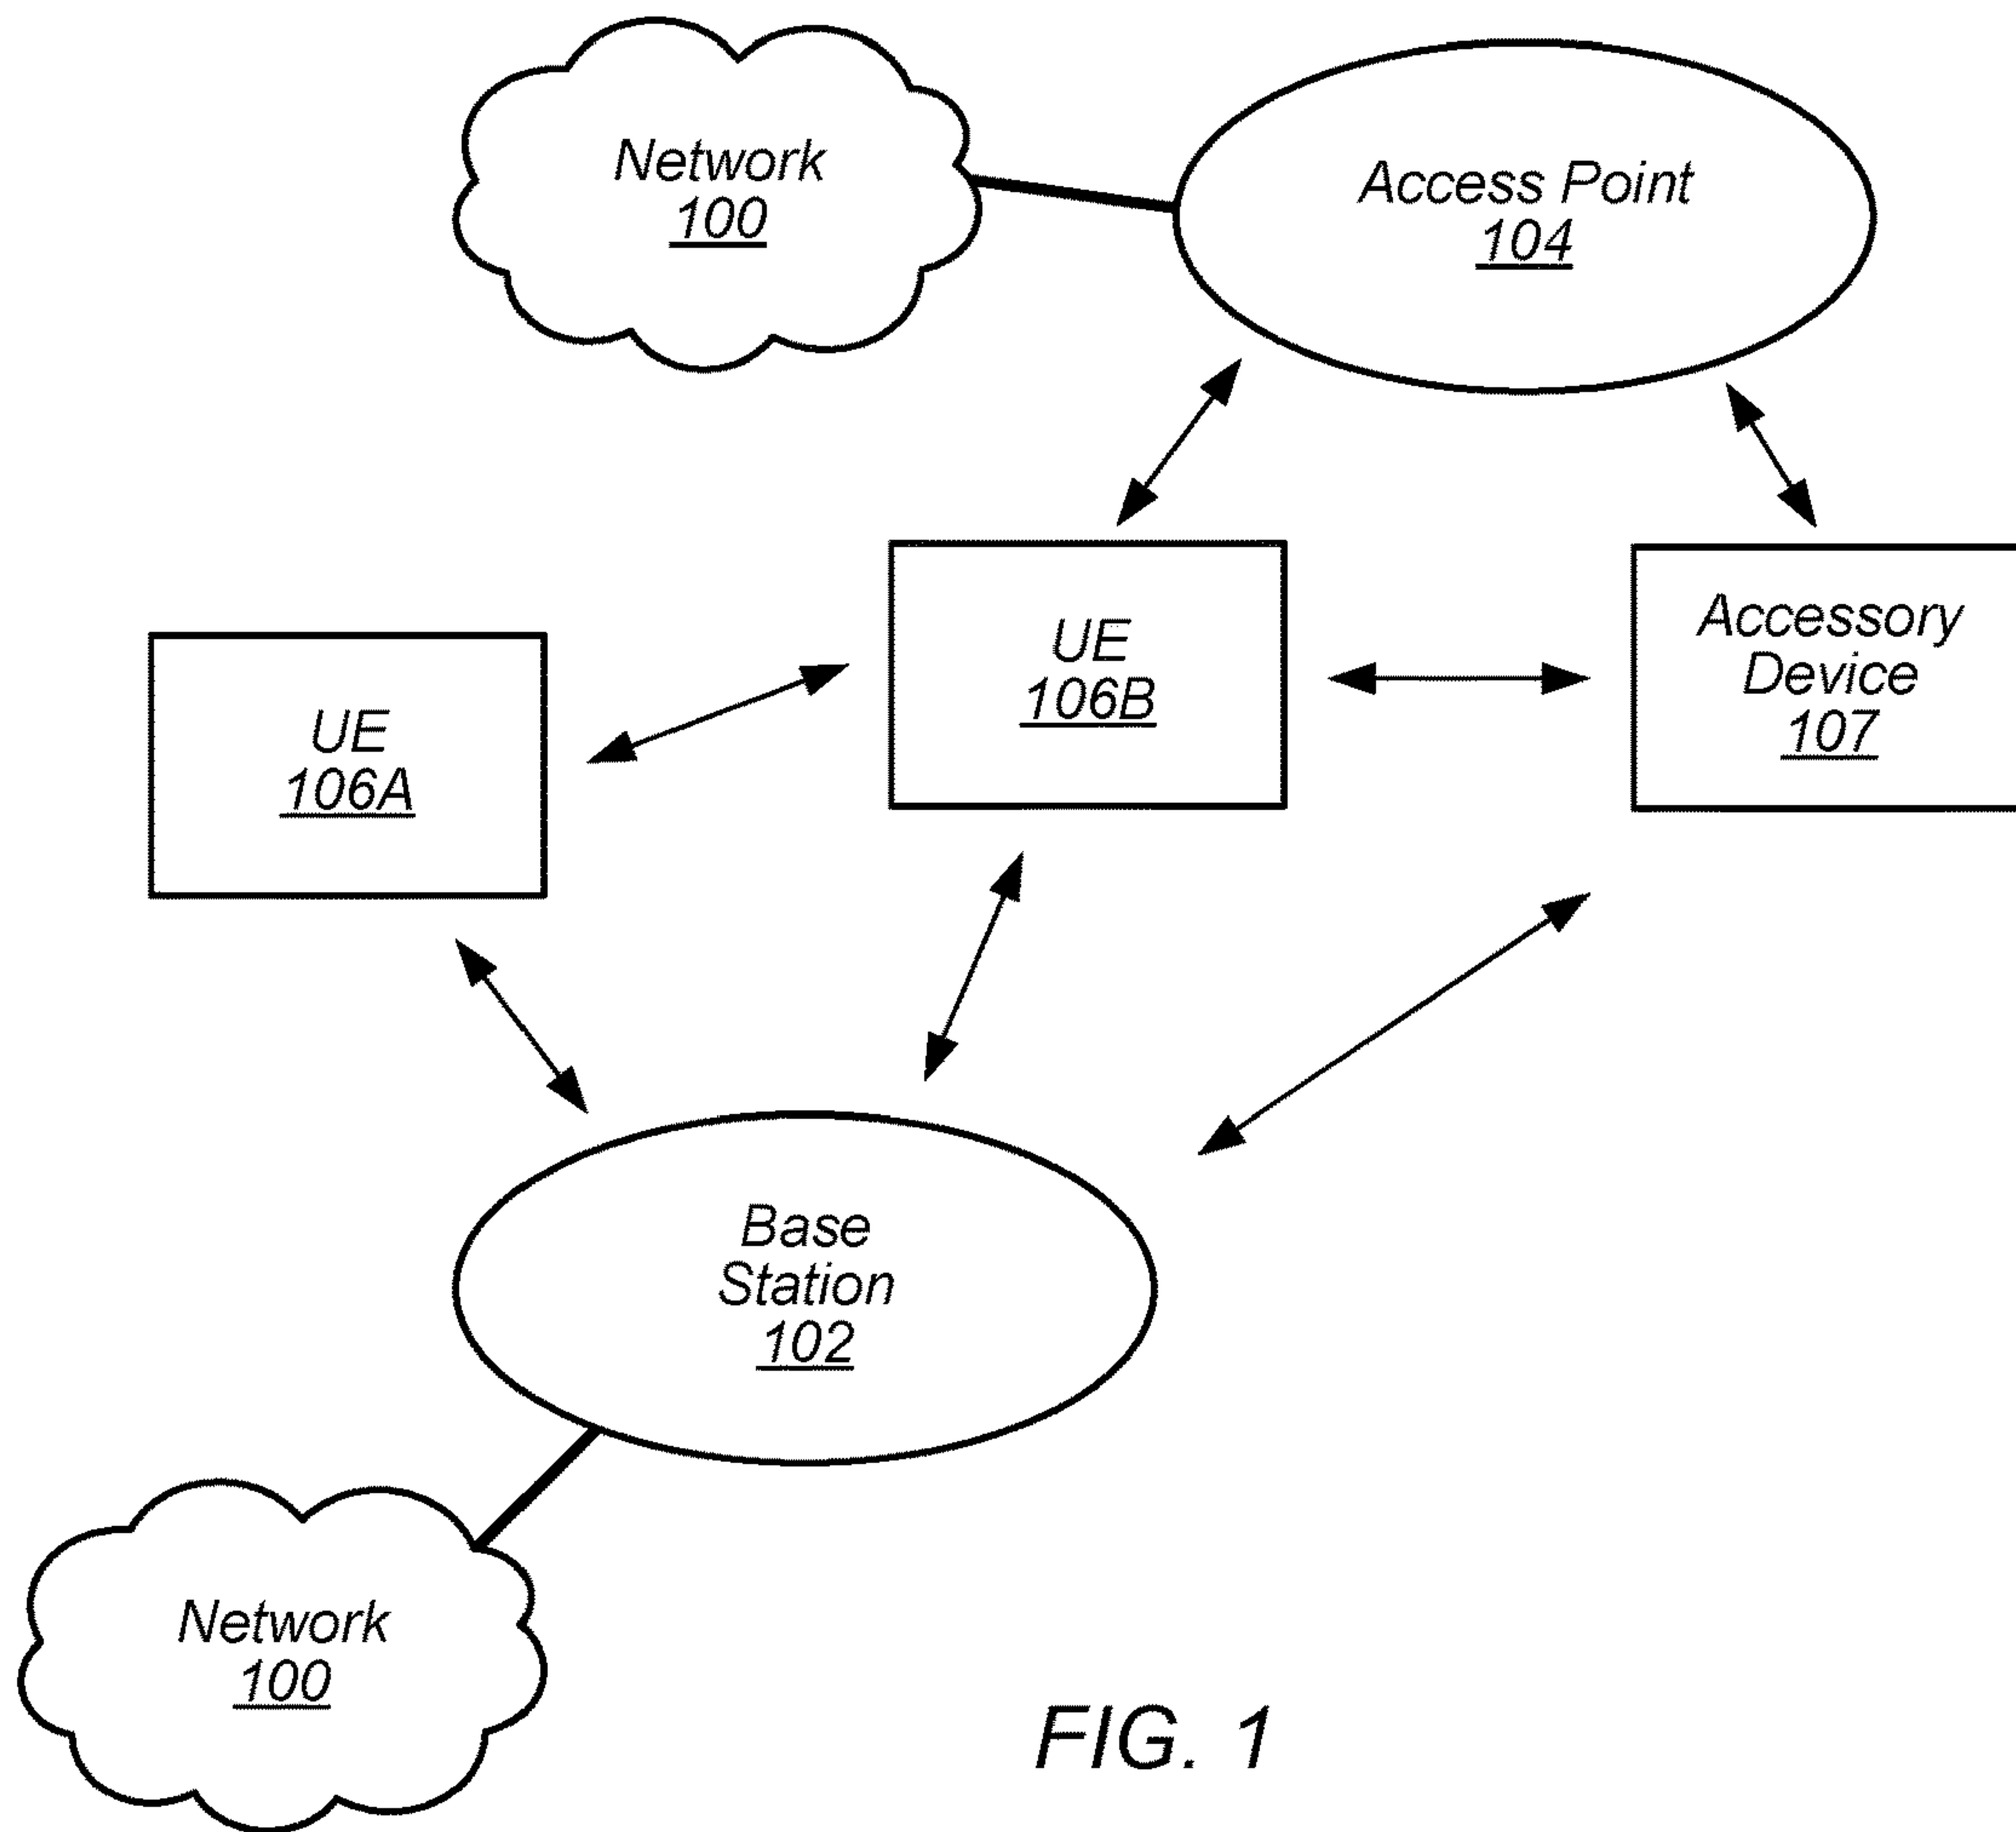 Network
100
Access Point
104
UE
106A
UE
106B
Accessory
Device
107
Base
Station
102
Network
100
FIG. 1